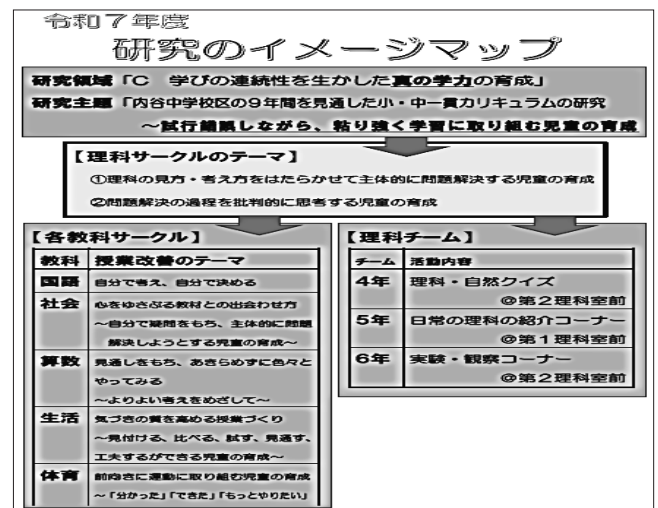 令和7年度
研究のイメージマップ
研究領域「C 学びの連続性を生かした真の学力の育成」
研究主題「内谷中学校区の9年間を見通した小・中一貫カリキュラムの研究
～試行錯誤しながら、粘り強く学習に取り組む児童の育成
【理科サークルのテーマ】
①理科の見方・考え方をはたらかせて主体的に問題解決する児童の育成
②問題解決の過程を批判的に思考する児童の育成
【各教科サークル】
教科 授業改善のテーマ
国語 自分で考え、自分で決める
社会 心をゆさぶる教材との出会わせ方
～自分で疑問をもち、主体的に問題
解決しようとする児童の育成～
算数 見通しをもち、あきらめずに色々と
やってみる
～よりよい考えをめざして～
生活 気づきの質を高める授業づくり
～見付ける、比べる、試す、見通す、
工夫するができる児童の育成～
体育 前向きに運動に取り組む児童の育成
～「分かった」「できた」「もっとやりたい」
【理科チーム】
チーム 活動内容
4年 理科・自然クイズ
＠第2理科室前
5年 日常の理科の紹介コーナー
＠第1理科室前
6年 実験・観察コーナー
＠第2理科室前